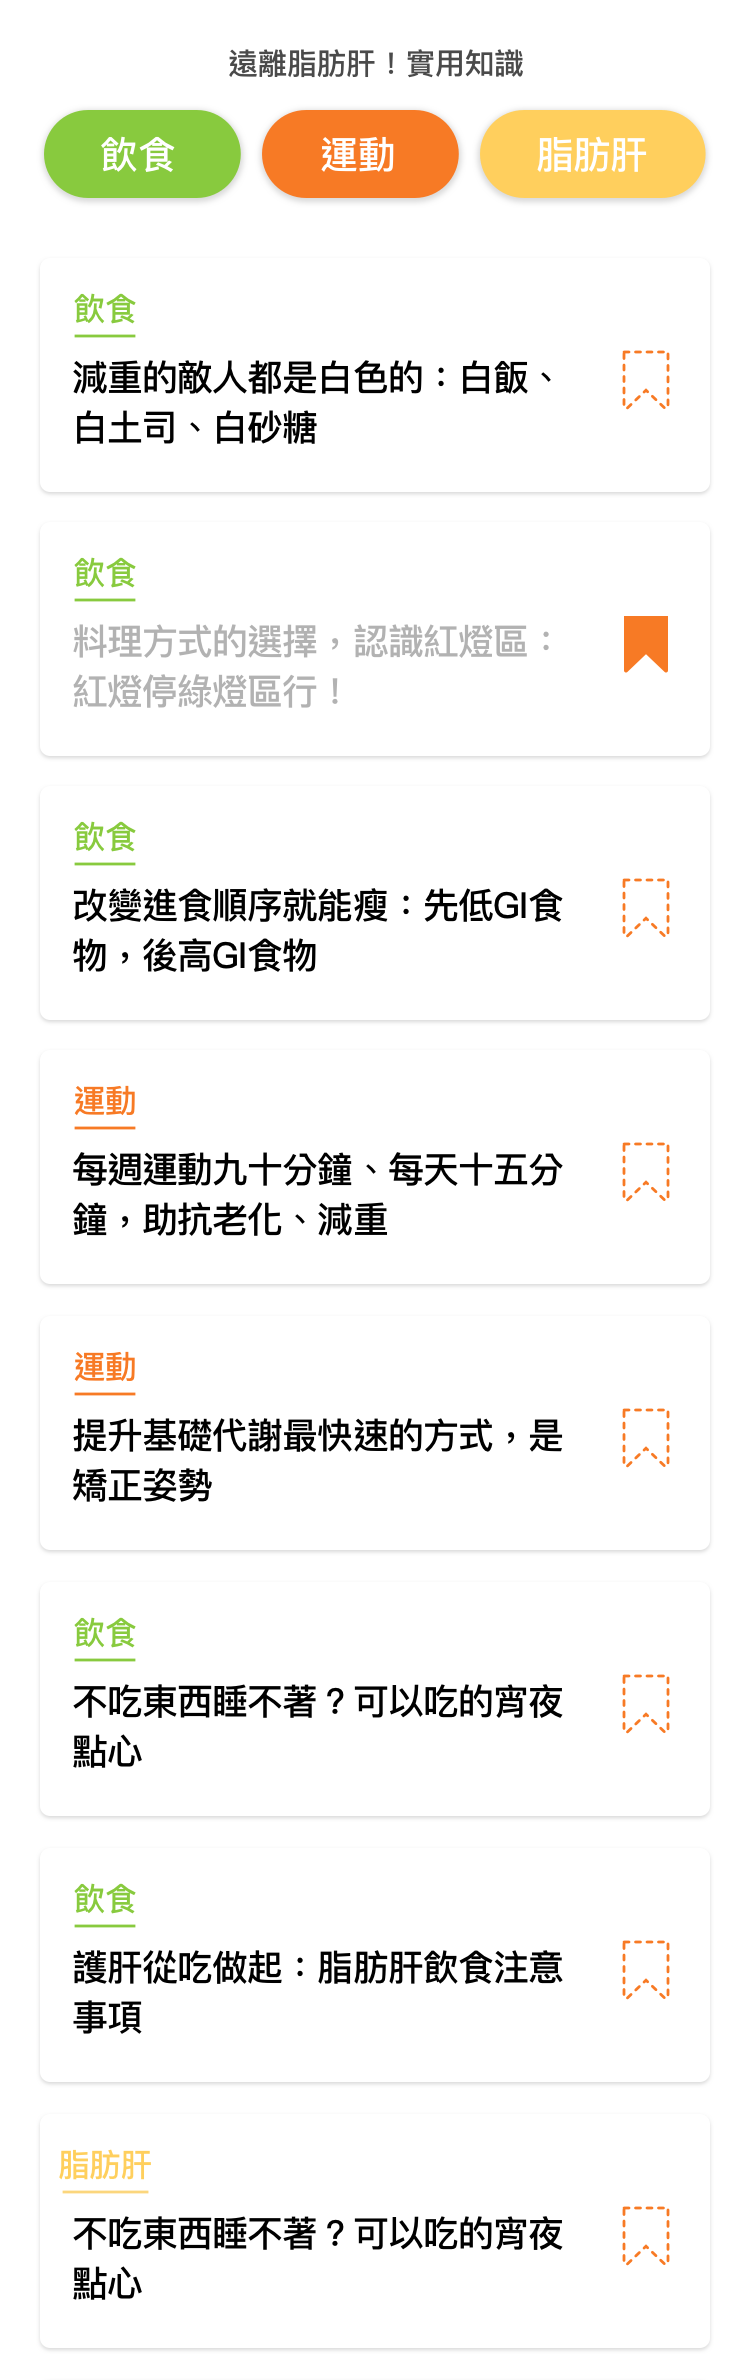 遠離脂肪肝！實用知識
飲食
運動
脂肪肝
飲食
減重的敵人都是白色的：白飯、
白土司、白砂糖
飲食
料理方式的選擇，認識紅燈區：
紅燈停綠燈區行！
飲食
改變進食順序就能瘦：先低GI食
物，後高GI食物
運動
每週運動九十分鐘、每天十五分
鐘，助抗老化、減重
運動
提升基礎代謝最快速的方式，是
矯正姿勢
飲食
不吃東西睡不著？可以吃的宵夜
點心
飲食
護肝從吃做起：脂肪肝飲食注意
事項
脂肪肝
不吃東西睡不著？可以吃的宵夜
點心